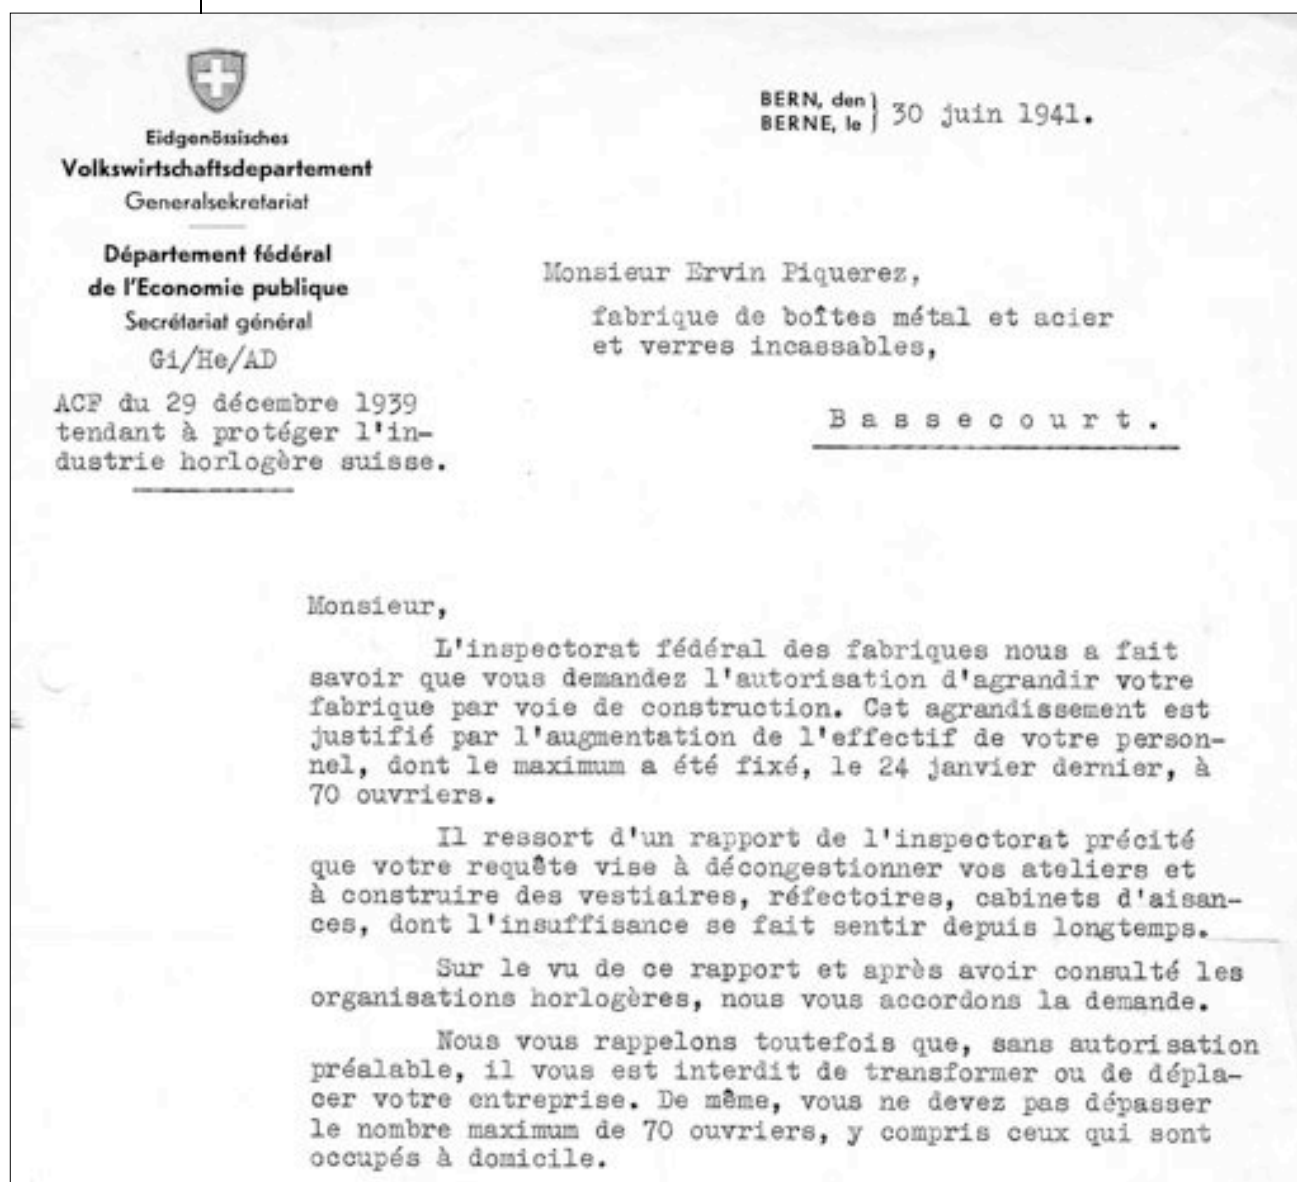 Eidgenössisches
Volkswirtschaftsdepartement
Generalsekretariat
Département fédéral
de l'Economie publique
Secrétariat général
Gi/He/AD
ACF du 29 décembre 1939
tendant à protéger l'in-
dustrie horlogère suisse.
BERN, den
BERNE, le } 30 juin 1941.
Monsieur Ervin Piquerez,
fabrique de boîtes métal et acier
et verres incassables,
Bassecourt.
Monsieur,
L'inspectorat fédéral des fabriques nous a fait
savoir que vous demandez l'autorisation d'agrandir votre
fabrique par voie de construction. Cet agrandissement est
justifié par l'augmentation de l'effectif de votre person-
nel, dont le maximum a été fixé, le 24 janvier dernier, à
70 ouvriers.
Il ressort d'un rapport de l'inspectorat précité
que votre requête vise à décongestionner vos ateliers et
à construire des vestiaires, réfectoires, cabinets d'aisan-
ces, dont l'insuffisance se fait sentir depuis longtemps.
Sur le vu de ce rapport et après avoir consulté les
organisations horlogères, nous vous accordons la demande.
Nous vous rappelons toutefois que, sans autorisation
préalable, il vous est interdit de transformer ou de dépla-
cer votre entreprise. De même, vous ne devez pas dépasser
le nombre maximum de 70 ouvriers, y compris ceux qui sont
occupés à domicile.